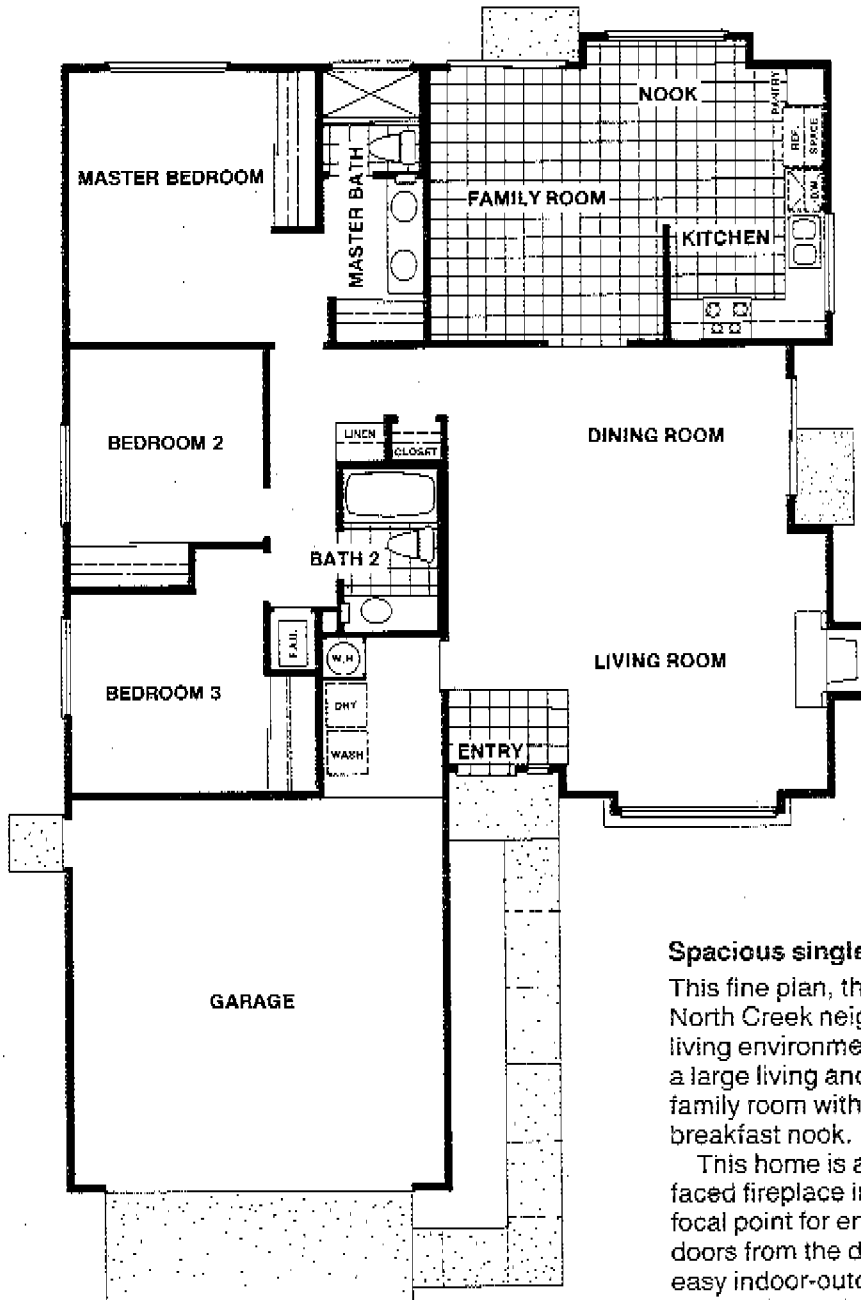 NOOK
PANTRY
REF. SPACE
D.W.
MASTER BEDROOM
MASTER BATH
FAMILY ROOM
KITCHEN
BEDROOM 2
LINEN
CLOSET
DINING ROOM
BATH 2
F.A.U.
W.H
LIVING ROOM
BEDROOM 3
DRY
WASH
ENTRY
GARAGE
Spacious single
This fine plan, th
North Creek neig
living environme
a large living and
family room with
breakfast nook.
This home is a
faced fireplace i
focal point for en
doors from the d
easy indoor-outd